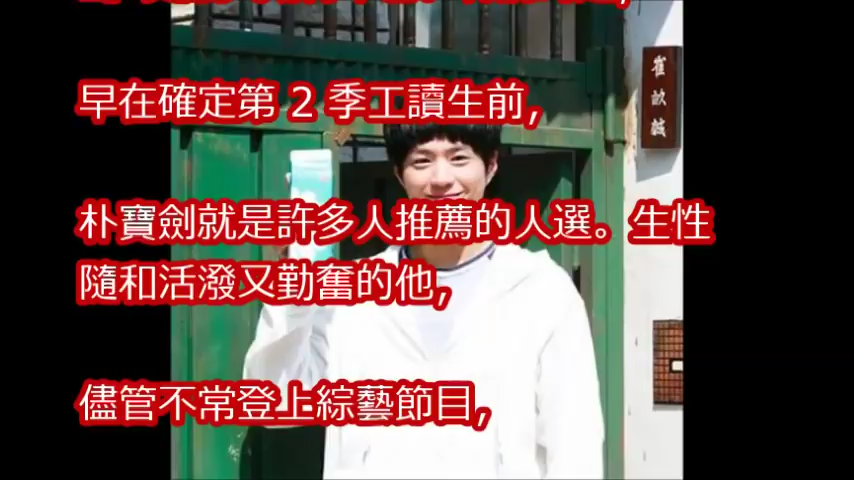 早在確定第 2 季工讀生前，
崔
朴寶劍就是許多人推薦的人選。生性
隨和活潑又勤奮的他，
儘管不常登上綜藝節目，